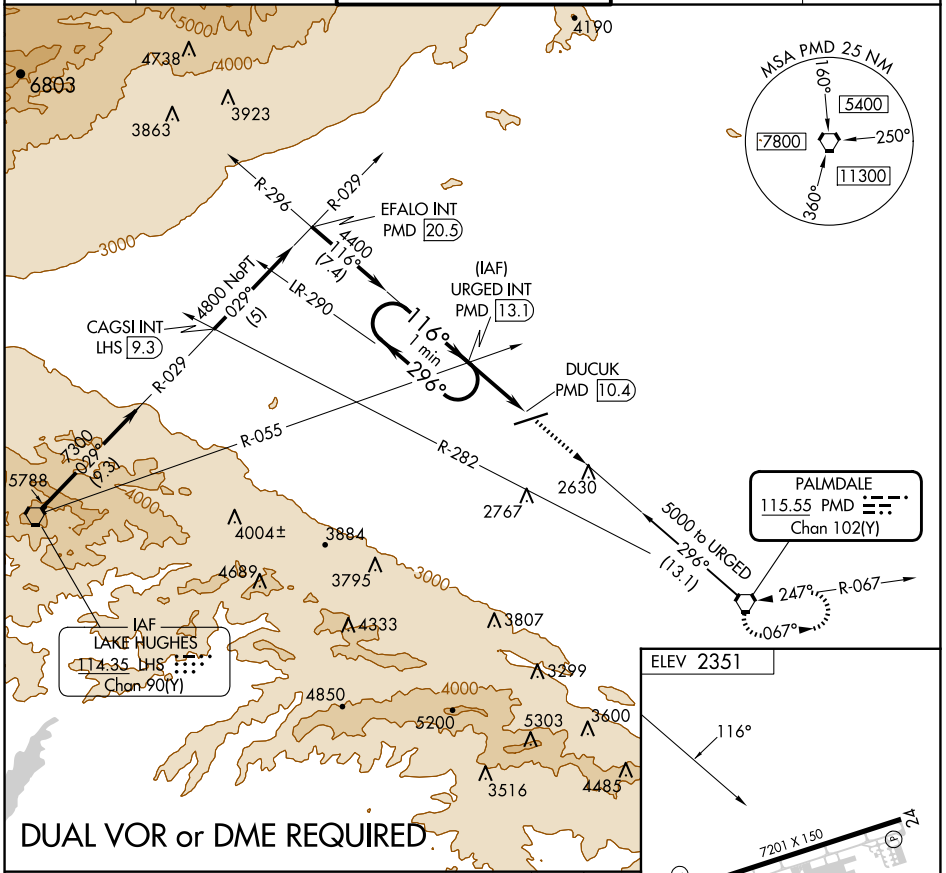 5000
4738
4000
6803
3863
3923
4190
MSA PMD 25 NM
160°
5400
7800
250°
11300
360°
3000
R-296
R-029
EFALO INT
PMD 20.5
4400
116°
(7.4)
(IAF)
URGED INT
PMD 13.1
4800 NoPT
029°
(5)
LR-290
CAGSI INT
LHS 9.3
116°
1 min
296°
DUCUK
PMD 10.4
R-029
R-055
R-282
7300
029°
(9.3)
5788
4000
2630
2767
PALMDALE
115.55 PMD
Chan 102(Y)
5000 to URGED
296°
(13.1)
4004±
3884
4689
3795
3000
247°
R-067
067°
IAF
LAKE HUGHES
114.35 LHS
Chan 90(Y)
4333
3807
3299
4850
4000
5200
5303
3600
3516
4485
ELEV 2351
116°
7201 X 150
24
P
DUAL VOR or DME REQUIRED